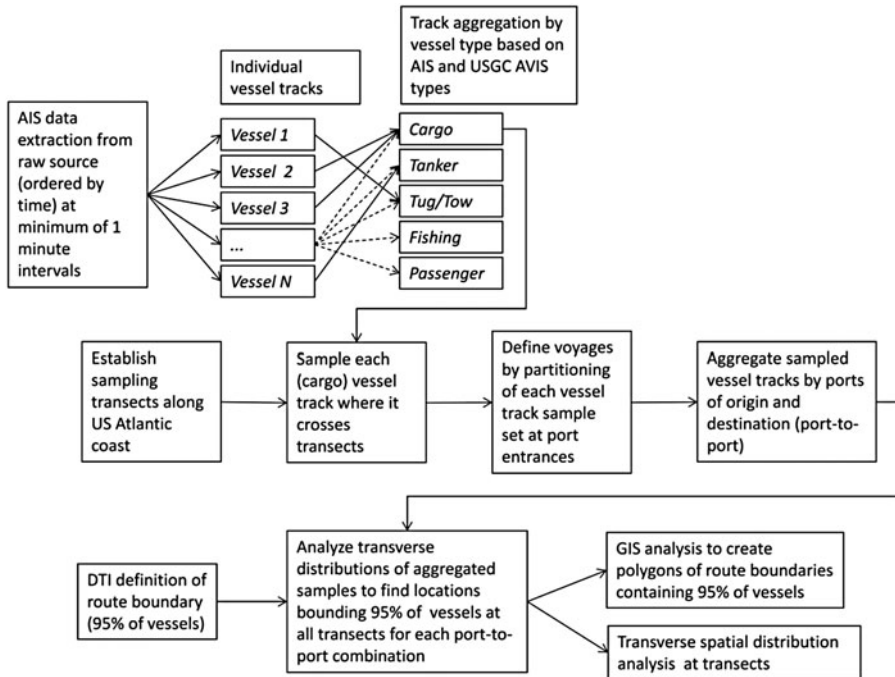 Track aggregation by
vessel type based on
AIS and USGC AVIS
types
Individual
vessel tracks
AIS data
extraction from
raw source
(ordered by
time) at
minimum of 1
minute
intervals
Vessel 1
Vessel 2
Vessel 3
...
Vessel N
Cargo
Tanker
Tug/Tow
Fishing
Passenger
Establish
sampling
transects along
US Atlantic
coast
Sample each
(cargo) vessel
track where it
crosses
transects
Define voyages
by partitioning
of each vessel
track sample
set at port
entrances
Aggregate sampled
vessel tracks by ports
of origin and
destination (port-to-
port)
DTI definition of
route boundary
(95% of vessels)
Analyze transverse
distributions of aggregated
samples to find locations
bounding 95% of vessels at
all transects for each port-to-
port combination
GIS analysis to create
polygons of route boundaries
containing 95% of vessels
Transverse spatial distribution
analysis at transects